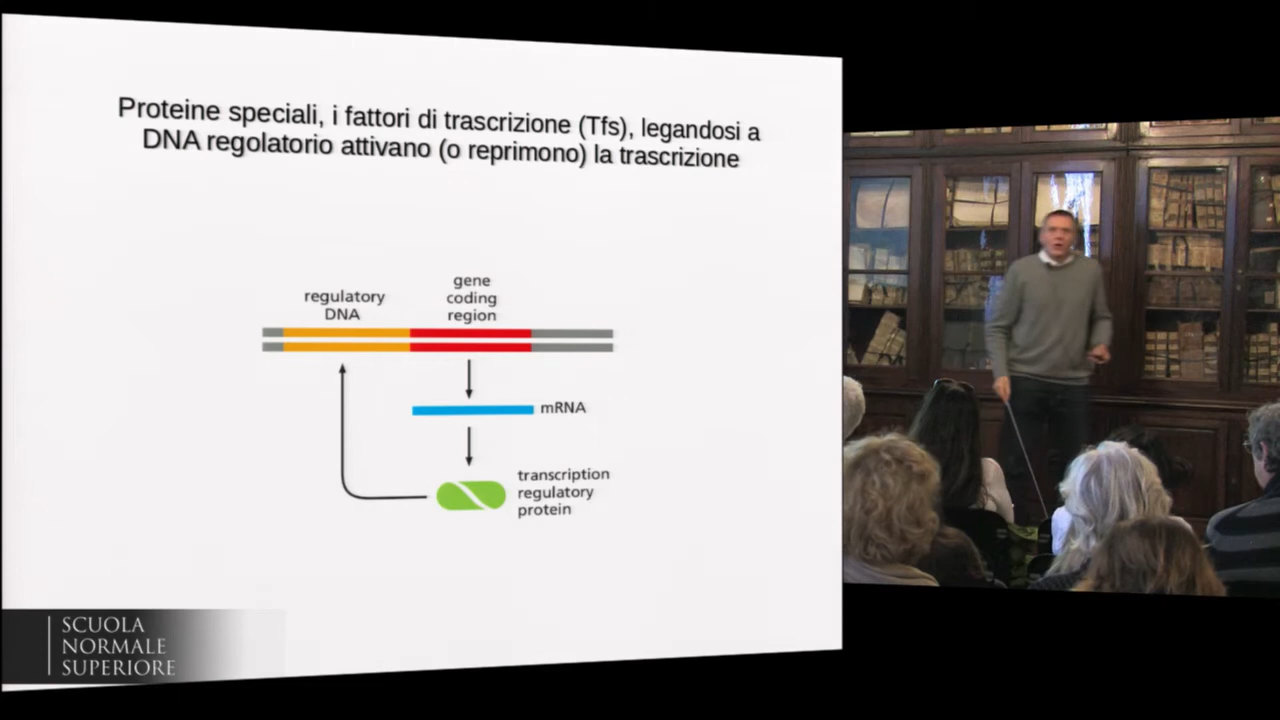 Proteine speciali, i fattori di trascrizione (Tfs), legandosi a
DNA regolatorio attivano (o reprimono) la trascrizione
regulatory
DNA
gene
coding
region
mRNA
transcription
regulatory
protein
SCUOLA
NORMALE
SUPERIORE